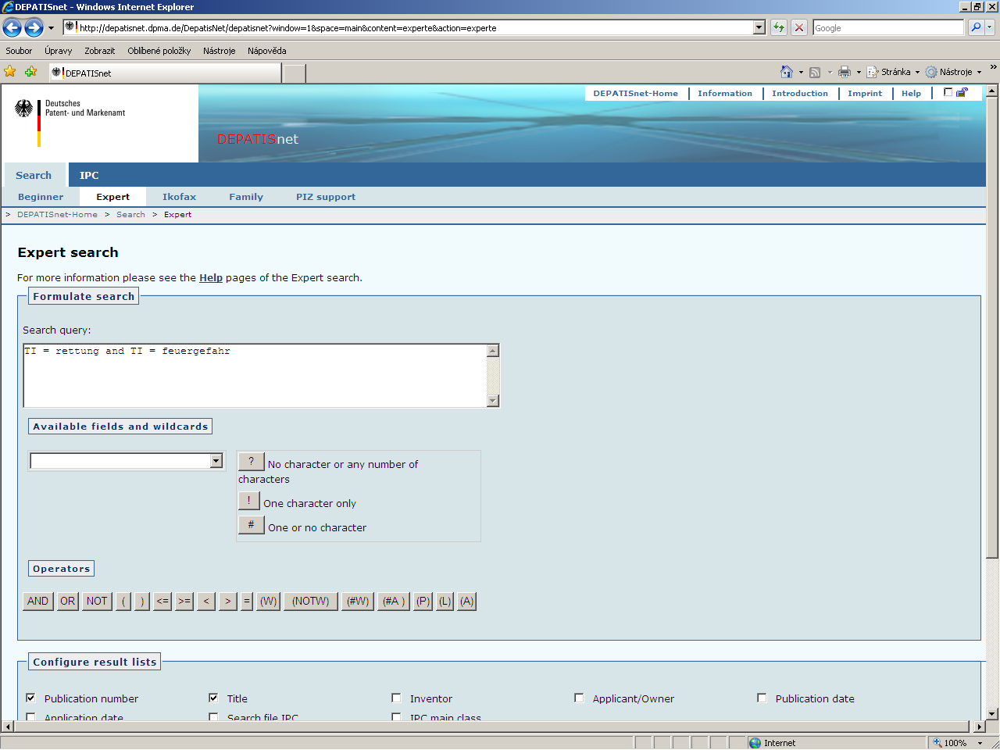 DEPATISnet - Windows Internet Explorer
http://depatisnet.dpma.de/DepatisNet/depatisnet?window=1&space=main&content=experte&action=experte
Google
Soubor Úpravy Zobrazit Oblíbené položky Nástroje Nápověda
DEPATISnet
Stránka Nástroje »
Deutsches
Patent- und Markenamt
DEPATISnet-Home Information Introduction Imprint Help
DEPATISnet
Search IPC
Beginner Expert Ikofax Family PIZ support
> DEPATISnet-Home > Search > Expert
Expert search
For more information please see the Help pages of the Expert search.
Formulate search
Search query:
TI = rettung and TI = feuergefahr
Available fields and wildcards
? No character or any number of
characters
! One character only
# One or no character
Operators
AND OR NOT ( ) <= >= < > = (W) (NOTW) (#W) (#A ) (P) (L) (A)
Configure result lists
Publication number Title Inventor Applicant/Owner Publication date
Application date Search file IPC IPC main class
Internet 100%